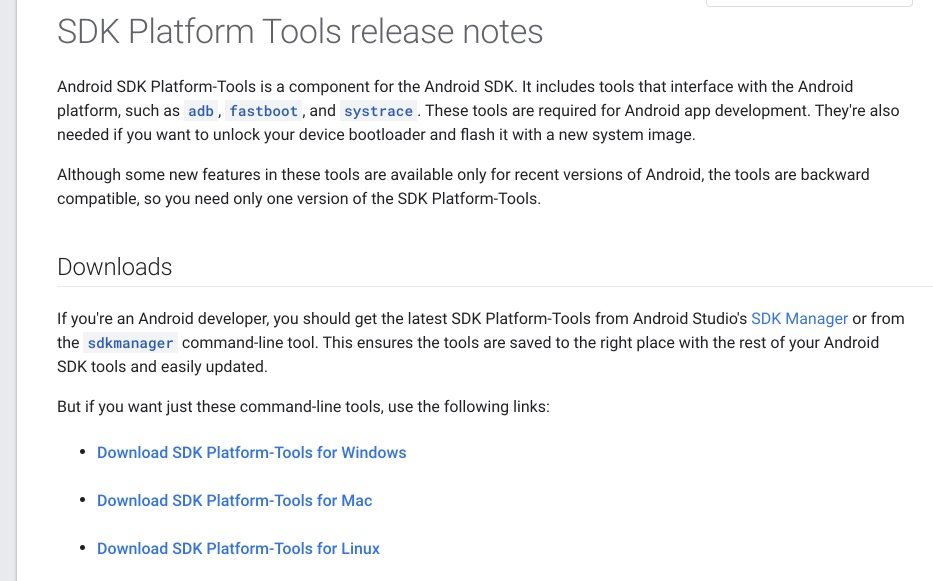 SDK Platform Tools release notes
Android SDK Platform-Tools is a component for the Android SDK. It includes tools that interface with the Android
platform, such as adb, fastboot, and systrace. These tools are required for Android app development. They're also
needed if you want to unlock your device bootloader and flash it with a new system image.
Although some new features in these tools are available only for recent versions of Android, the tools are backward
compatible, so you need only one version of the SDK Platform-Tools.
Downloads
If you're an Android developer, you should get the latest SDK Platform-Tools from Android Studio's SDK Manager or from
the sdkmanager command-line tool. This ensures the tools are saved to the right place with the rest of your Android
SDK tools and easily updated.
But if you want just these command-line tools, use the following links:
• Download SDK Platform-Tools for Windows
• Download SDK Platform-Tools for Mac
• Download SDK Platform-Tools for Linux